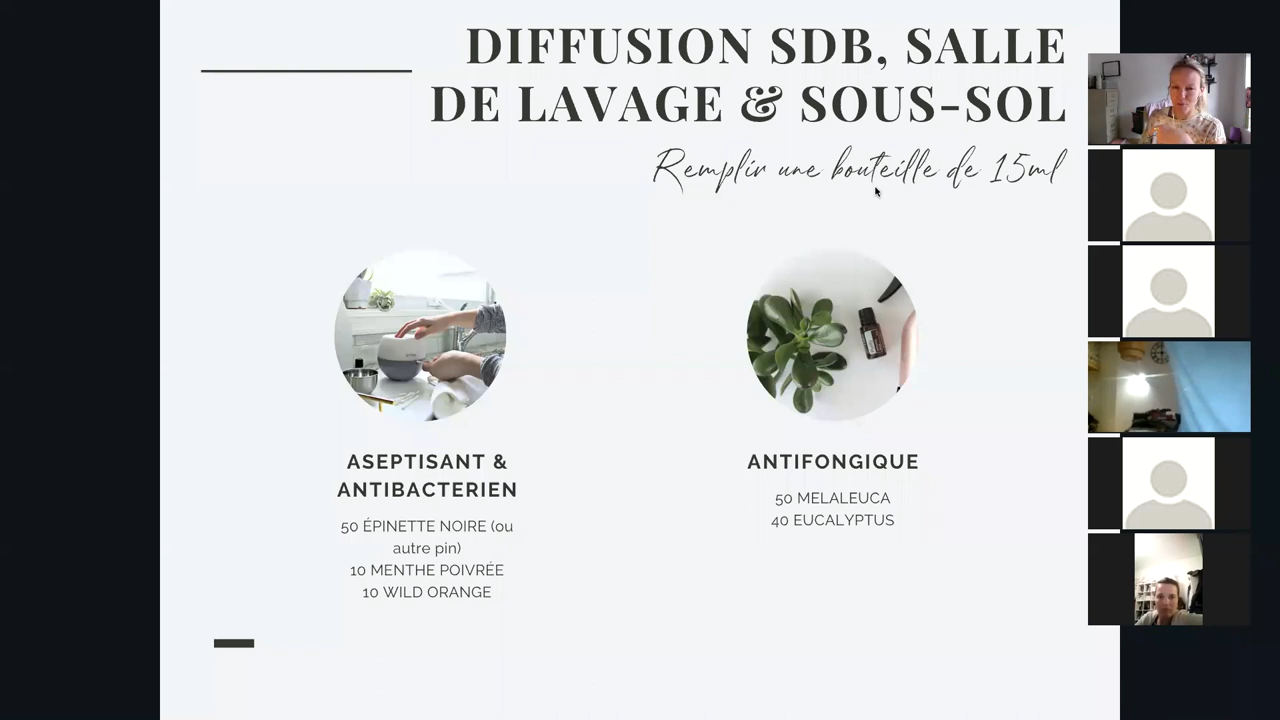 DIFFUSION SDB, SALLE
DE LAVAGE & SOUS-SOL
Remplir une bouteille de 15ml
ASEPTISANT &
ANTIBACTERIEN
50 ÉPINETTE NOIRE (ou
autre pin)
10 MENTHE POIVRÉE
10 WILD ORANGE
ANTIFONGIQUE
50 MELALEUCA
40 EUCALYPTUS